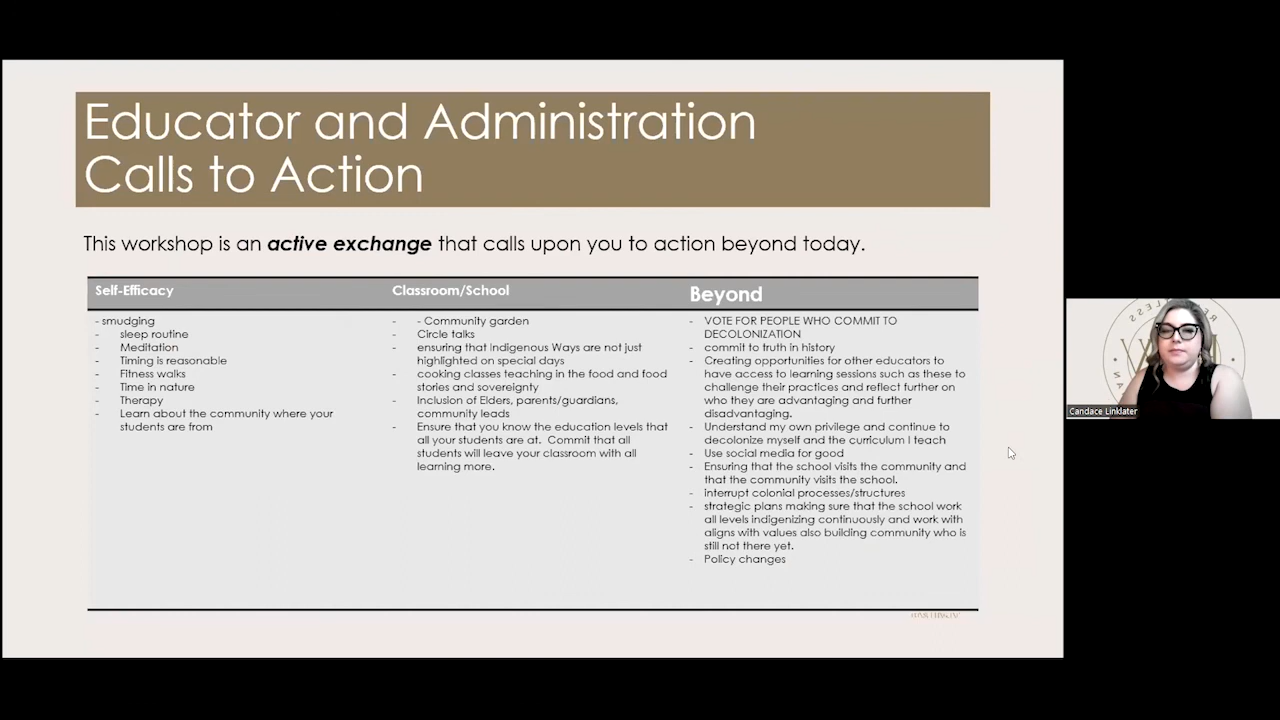 Educator and Administration
Calls to Action
This workshop is an active exchange that calls upon you to action beyond today.
Self-Efficacy
- smudging
- sleep routine
- Meditation
- Timing is reasonable
- Fitness walks
- Time in nature
- Therapy
- Learn about the community where your
students are from
Classroom/School
- - Community garden
- Circle talks
- ensuring that Indigenous Ways are not just
highlighted on special days
- cooking classes teaching in the food and food
stories and sovereignty
- Inclusion of Elders, parents/guardians,
community leads
- Ensure that you know the education levels that
all your students are at. Commit that all
students will leave your classroom with all
learning more.
Beyond
- VOTE FOR PEOPLE WHO COMMIT TO
DECOLONIZATION
- commit to truth in history
- Creating opportunities for other educators to
have access to learning sessions such as these to
challenge their practices and reflect further on
who they are advantaging and further
disadvantaging.
- Understand my own privilege and continue to
decolonize myself and the curriculum I teach
- Use social media for good
- Ensuring that the school visits the community and
that the community visits the school.
- interrupt colonial processes/structures
- strategic plans making sure that the school work
all levels indigenizing continuously and work with
aligns with values also building community who is
still not there yet.
- Policy changes
Candace Linklater